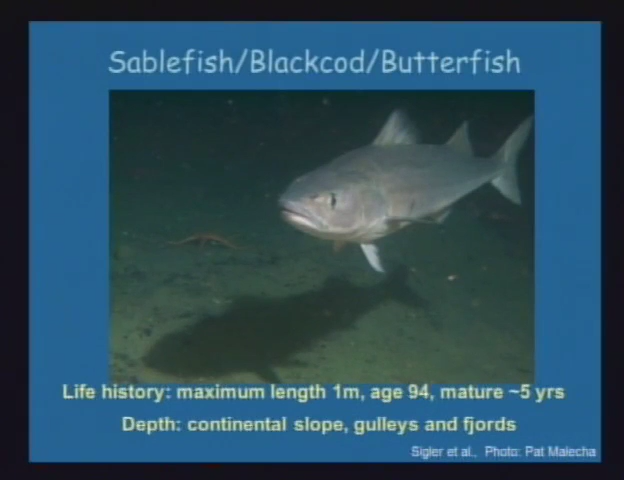 Sablefish/Blackcod/Butterfish
Life history: maximum length 1m, age 94, mature ~5 yrs
Depth: continental slope, gulleys and fjords
Sigler et al., Photo: Pat Malecha